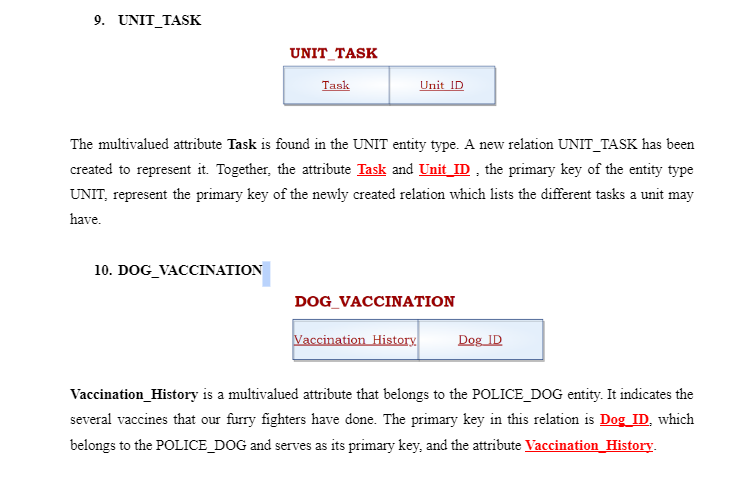 9. UNIT_TASK
UNIT_TASK
Task Unit_ID
The multivalued attribute Task is found in the UNIT entity type. A new relation UNIT_TASK has been
created to represent it. Together, the attribute Task and Unit_ID , the primary key of the entity type
UNIT, represent the primary key of the newly created relation which lists the different tasks a unit may
have.
10. DOG_VACCINATION
DOG_VACCINATION
Vaccination_History Dog_ID
Vaccination_History is a multivalued attribute that belongs to the POLICE_DOG entity. It indicates the
several vaccines that our furry fighters have done. The primary key in this relation is Dog_ID, which
belongs to the POLICE_DOG and serves as its primary key, and the attribute Vaccination_History.